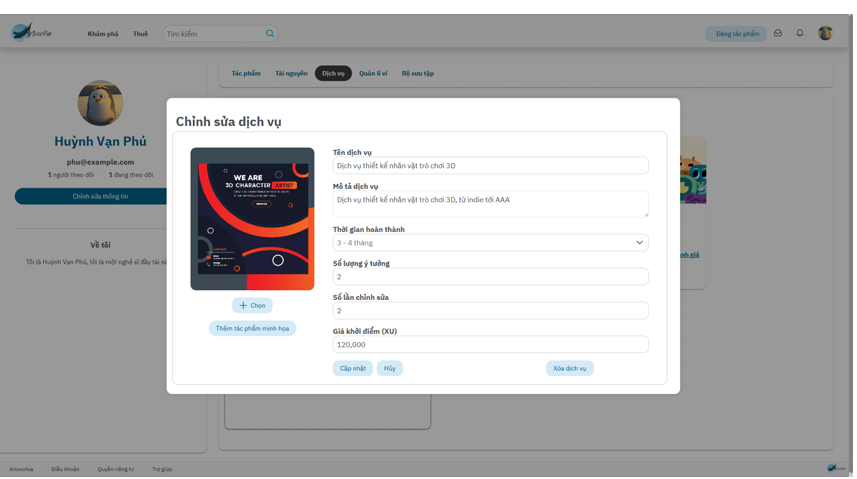 Khám phá
Thuê
Tìm kiếm
Đăng tác phẩm
Tác phẩm
Tài nguyên
Dịch vụ
Quản lí ví
Bộ sưu tập
Huỳnh Vạn Phú
phu@example.com
1 người theo dõi
1 đang theo dõi
Chỉnh sửa thông tin
Về tôi
Tôi là Huỳnh Vạn Phú, tôi là một nghệ sĩ đầy tài
Chỉnh sửa dịch vụ
WE ARE
3D CHARACTER ARTIST
Chọn
Thêm tác phẩm minh họa
Tên dịch vụ
Dịch vụ thiết kế nhân vật trò chơi 3D
Mô tả dịch vụ
Dịch vụ thiết kế nhân vật trò chơi 3D, từ indie tới AAA
Thời gian hoàn thành
3 - 4 tháng
Số lượng ý tưởng
2
Số lần chỉnh sửa
2
Giá khởi điểm (XU)
120,000
Cập nhật
Hủy
Xóa dịch vụ
nh giá
Artworkia
Điều khoản
Quyền riêng tư
Trợ giúp